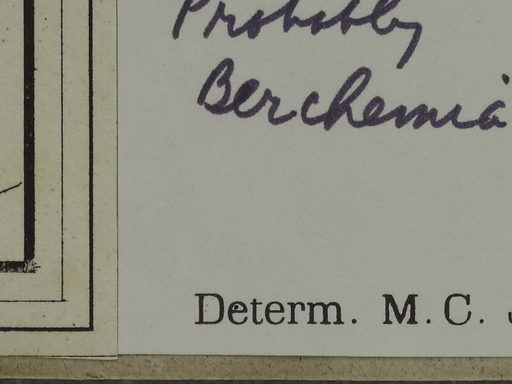 Probably
Berchemia
Determ. M. C.